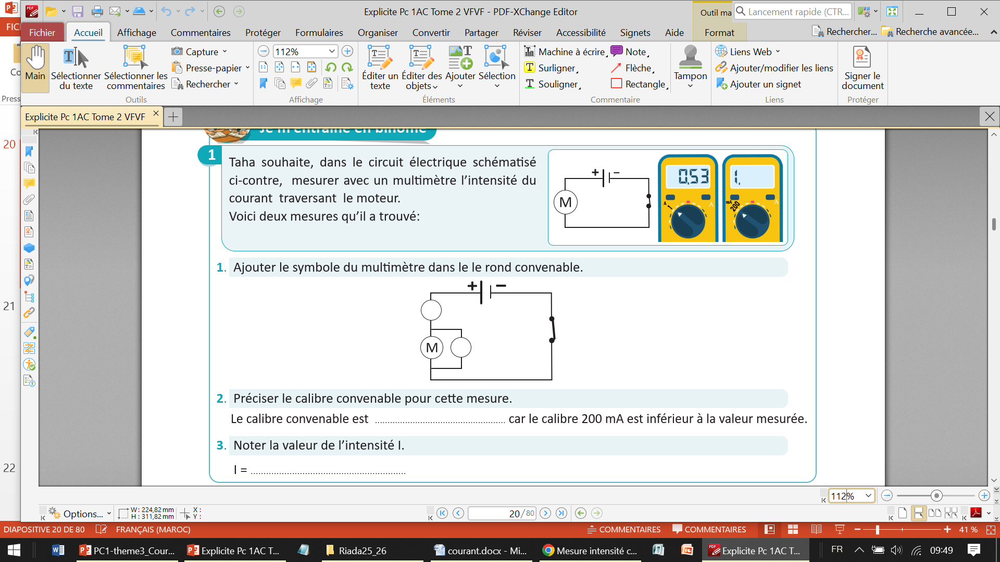 Explicite Pc 1AC Tome 2 VFVF - PDF-XChange Editor
Outil ma
Lancement rapide (CTR...
FIC
Fichier
Accueil
Affichage
Commentaires
Protéger
Formulaires
Organiser
Convertir
Partager
Réviser
Accessibilité
Signets
Aide
Format
Rechercher...
Recherche avancée...
Co
Press
Main
Sélectionner du texte
Sélectionner les commentaires
Capture
Presse-papier
Rechercher
Outils
112%
Affichage
Éditer un texte
Éditer des objets
Ajouter
Sélection
Éléments
Machine à écrire
Surligner
Souligner
Note
Flèche
Rectangle
Commentaire
Tampon
Liens Web
Ajouter/modifier les liens
Ajouter un signet
Liens
Signer le document
Protéger
Explicite Pc 1AC Tome 2 VFVF
20
21
22
Je m'entraîne en binôme
1
Taha souhaite, dans le circuit électrique schématisé
ci-contre, mesurer avec un multimètre l'intensité du
courant traversant le moteur.
Voici deux mesures qu'il a trouvé:
+ −
M
0,53
A 1 A
1.
mA 200 A
1. Ajouter le symbole du multimètre dans le le rond convenable.
+ −
M
2. Préciser le calibre convenable pour cette mesure.
Le calibre convenable est .................................................... car le calibre 200 mA est inférieur à la valeur mesurée.
3. Noter la valeur de l'intensité I.
I = ............................................................
112%
Options...
W : 224,82 mm
H : 311,82 mm
X :
Y :
20 / 80
DIAPOSITIVE 20 DE 80
FRANÇAIS (MAROC)
COMMENTAIRES
COMMENTAIRES
41 %
PC1-theme3_Cour...
Explicite Pc 1AC T...
Riada25_26
courant.docx - Mi...
Mesure intensité c...
Explicite Pc 1AC T...
FR
09:49